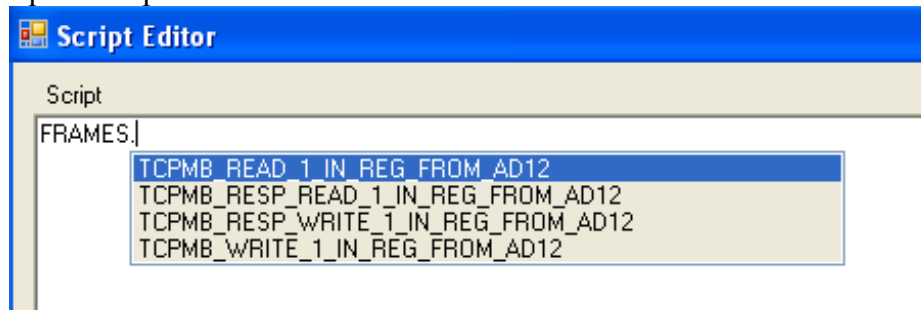 Script Editor
Script
FRAMES.
TCPMB_READ_1_IN_REG_FROM_AD12
TCPMB_RESP_READ_1_IN_REG_FROM_AD12
TCPMB_RESP_WRITE_1_IN_REG_FROM_AD12
TCPMB_WRITE_1_IN_REG_FROM_AD12